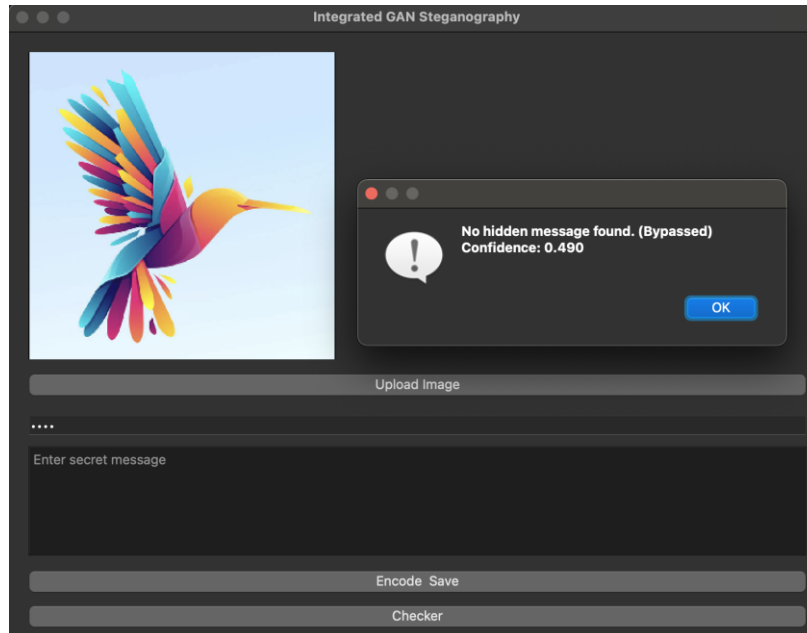 Integrated GAN Steganography
No hidden message found. (Bypassed)
Confidence: 0.490
OK
Upload Image
••••
Enter secret message
Encode Save
Checker